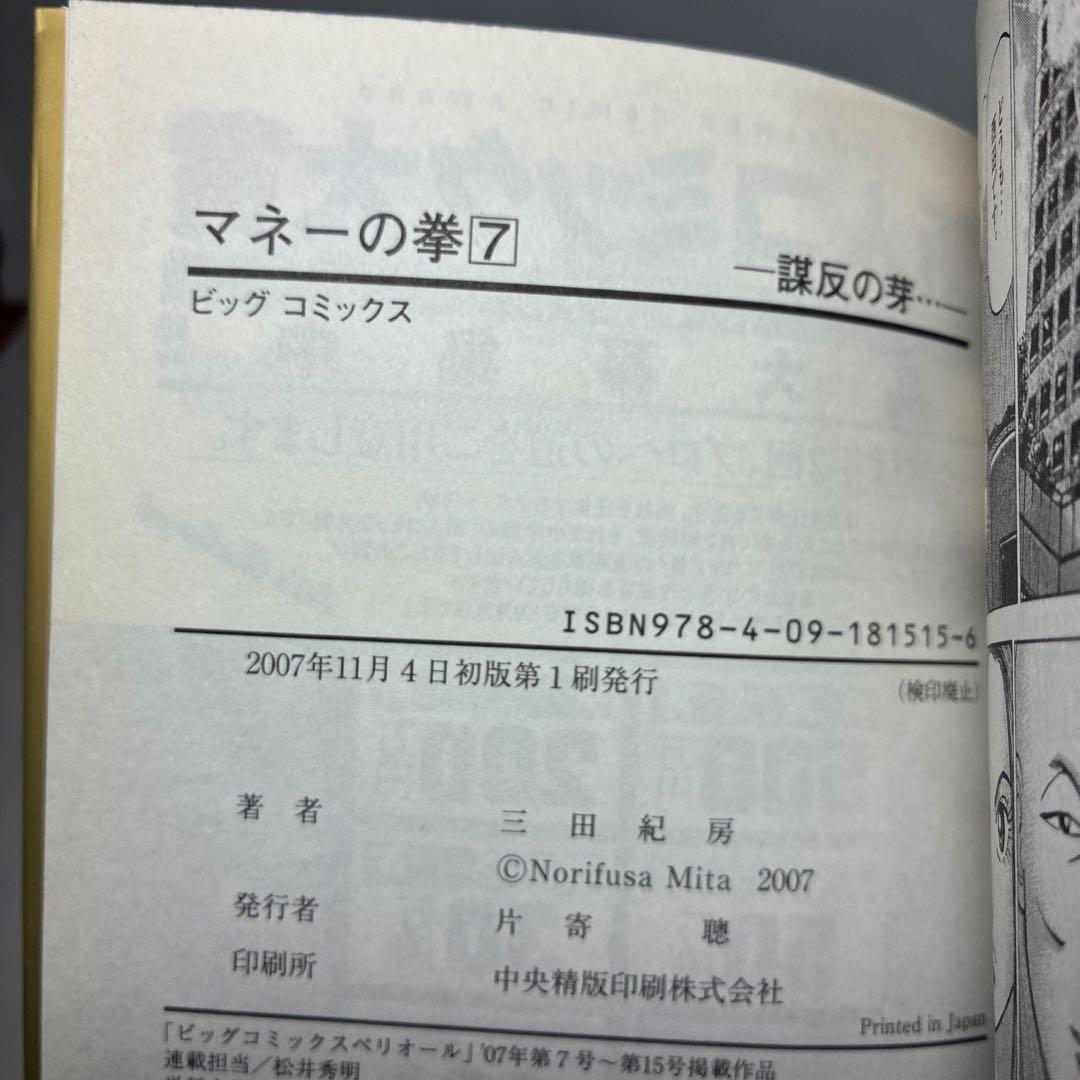 マネーの拳7
―謀反の芽…―
ビッグ コミックス
ISBN978-4-09-181515-6
2007年11月4日初版第1刷発行
(検印廃止)
著者 三田紀房
©Norifusa Mita 2007
発行者 片寄 聰
印刷所 中央精版印刷株式会社
Printed in Japan
「ビッグコミックスペリオール」'07年第7号～第15号掲載作品
連載担当／松井秀明